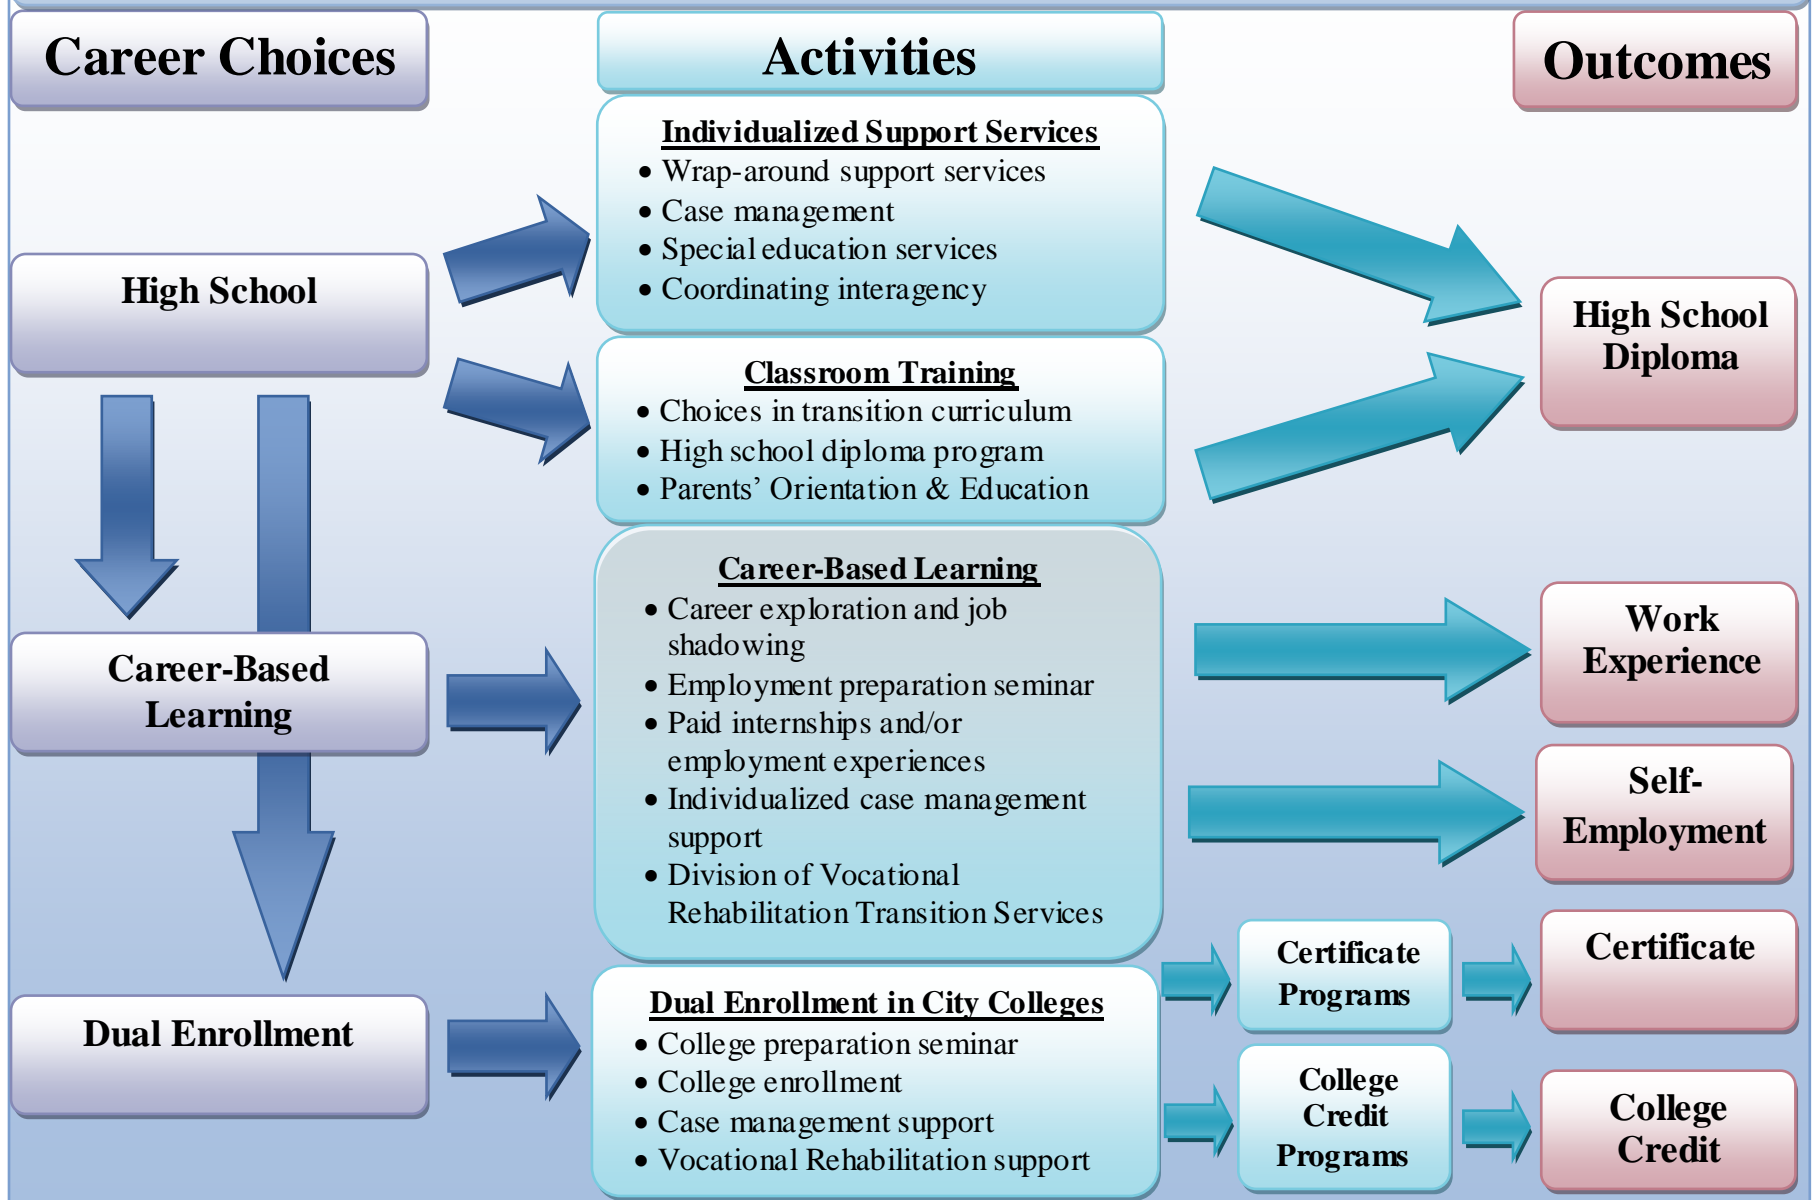 Career Choices
Activities
Outcomes
High School
Career-Based
Learning
Dual Enrollment
Individualized Support Services
• Wrap-around support services
• Case management
• Special education services
• Coordinating interagency
Classroom Training
• Choices in transition curriculum
• High school diploma program
• Parents’ Orientation & Education
Career-Based Learning
• Career exploration and job
shadowing
• Employment preparation seminar
• Paid internships and/or
employment experiences
• Individualized case management
support
• Division of Vocational
Rehabilitation Transition Services
Dual Enrollment in City Colleges
• College preparation seminar
• College enrollment
• Case management support
• Vocational Rehabilitation support
Certificate
Programs
College
Credit
Programs
High School
Diploma
Work
Experience
Self-
Employment
Certificate
College
Credit